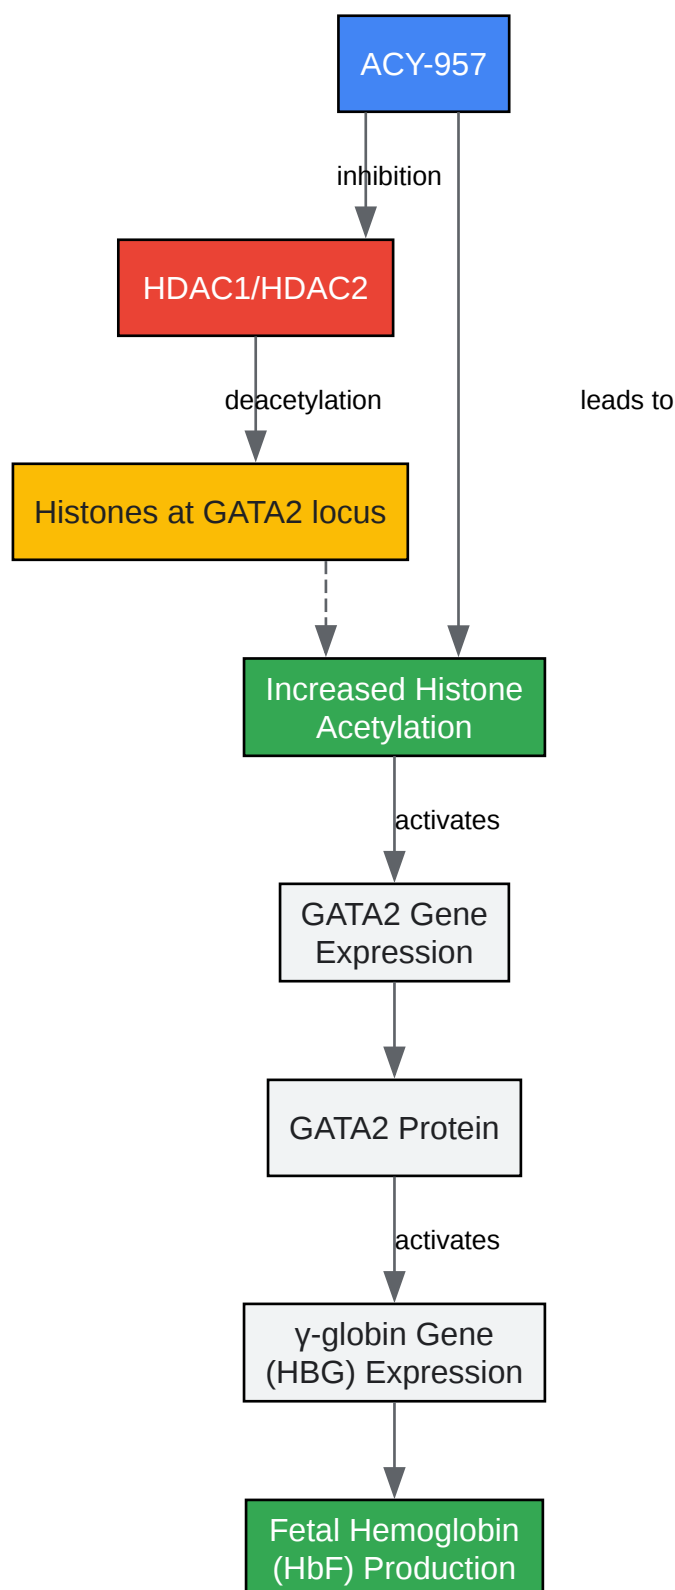 ACY-957
inhibition
HDAC1/HDAC2
deacetylation
leads to
Histones at GATA2 locus
Increased Histone
Acetylation
activates
GATA2 Gene
Expression
GATA2 Protein
activates
γ-globin Gene
(HBG) Expression
Fetal Hemoglobin
(HbF) Production